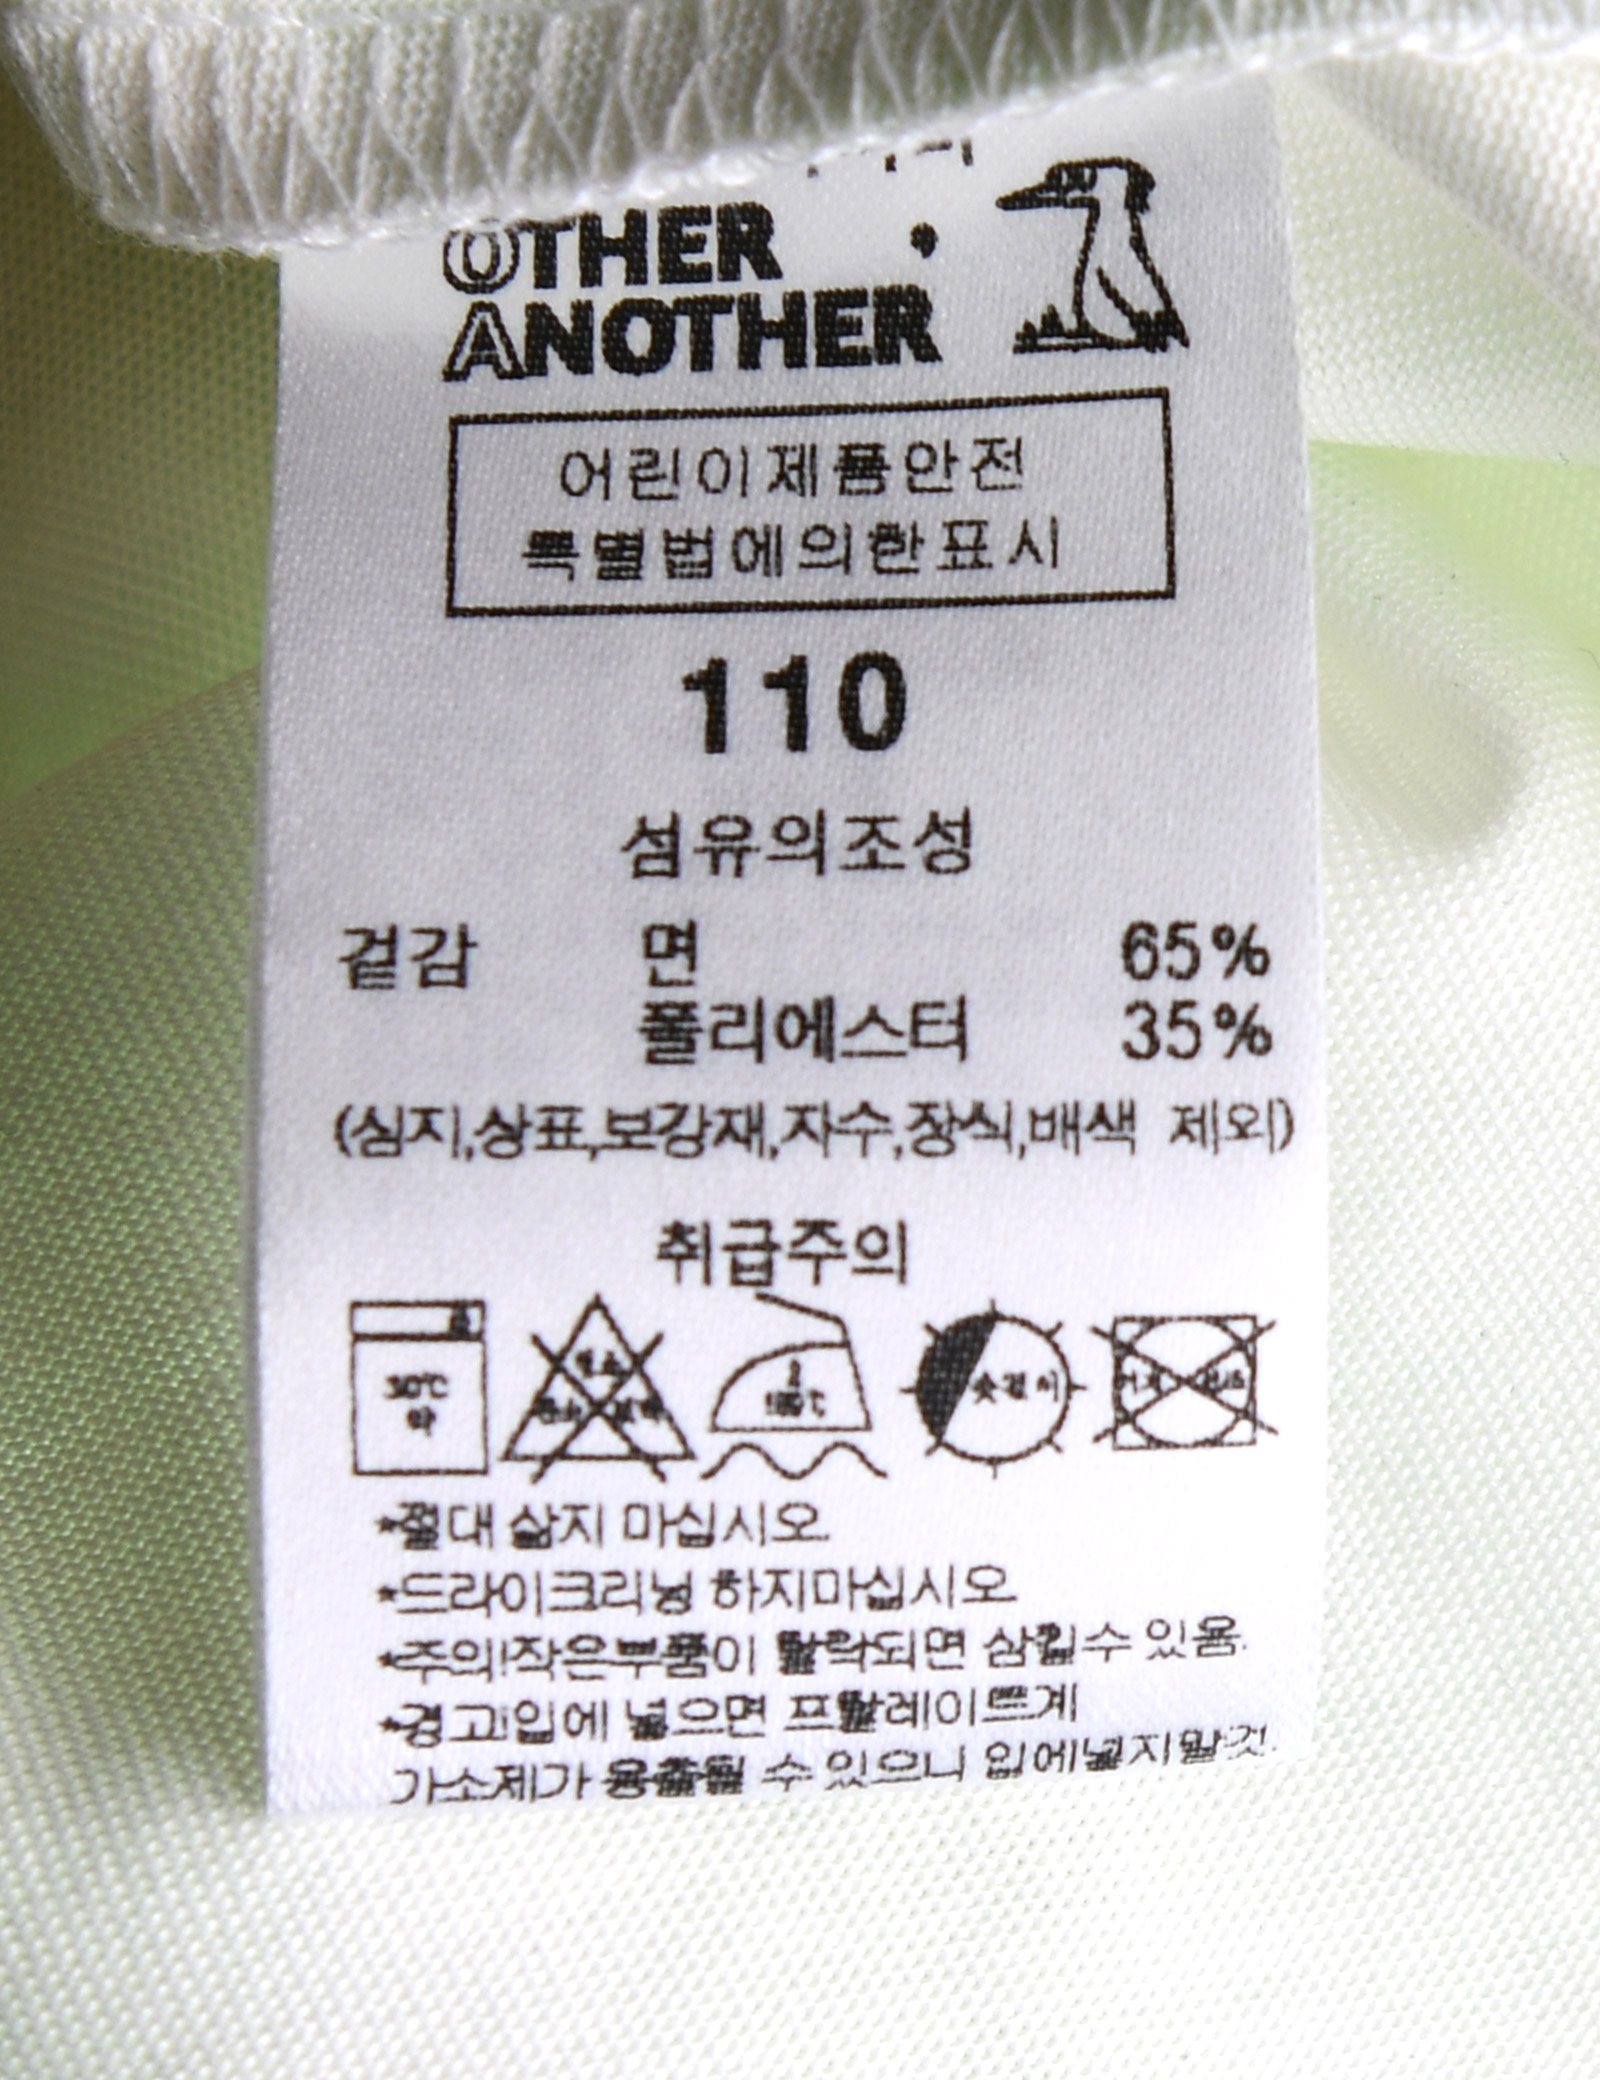 OTHER
ANOTHER
어린이제품안전
특별법에의한표시
110
섬유의조성
겉감 면 65%
폴리에스터 35%
(심지,상표,보강재,자수,장식,배색 제외)
취급주의
30℃
약
2
옷걸이
*절대 삶지 마십시오
*드라이크리닝 하지마십시오
*주의!작은부품이 탈락되면 삼킬수 있음.
*경고!입에 넣으면 프탈레이트계
가소제가 용출될 수 있으니 입에넣지말것.